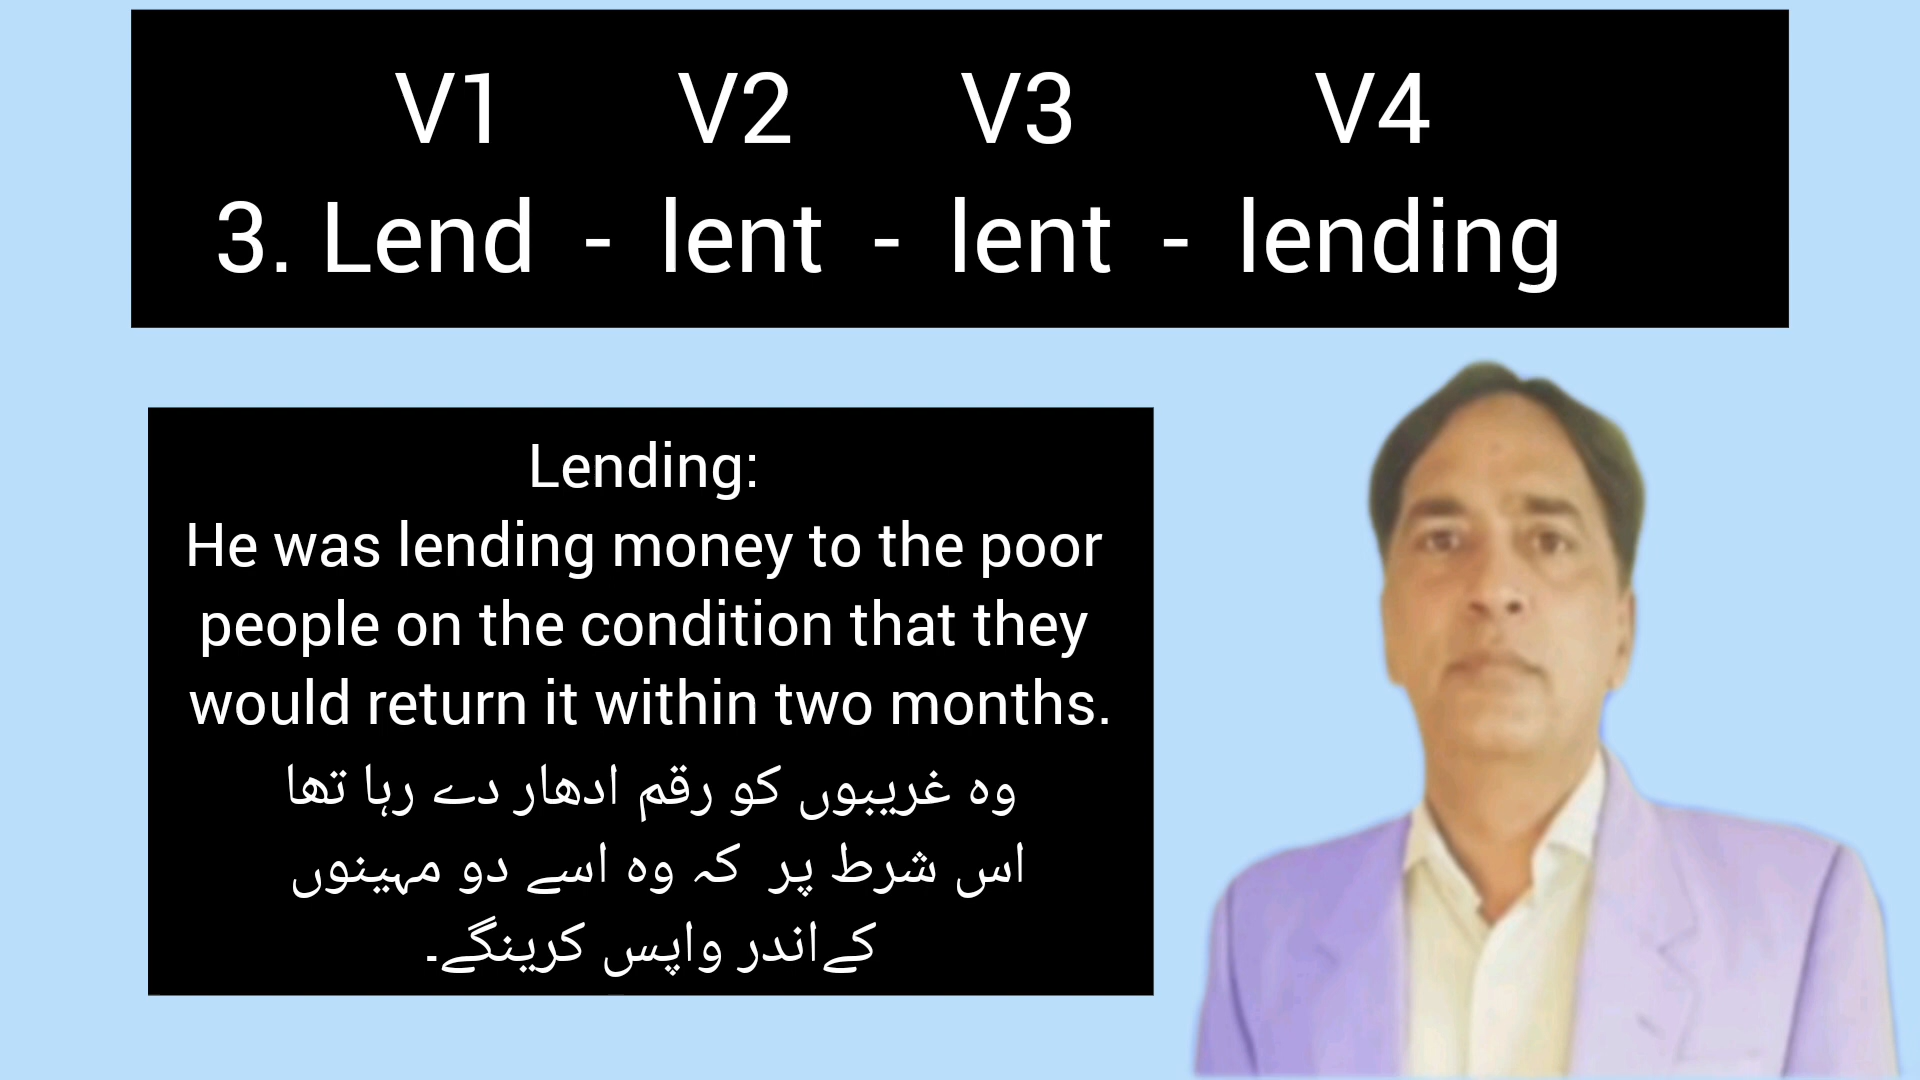 V1 V2 V3 V4
3. Lend - lent - lent - lending
Lending:
He was lending money to the poor
people on the condition that they
would return it within two months.
وہ غریبوں کو رقم ادھار دے رہا تھا
اس شرط پر کہ وہ اسے دو مہینوں
کےاندر واپس کرینگے۔